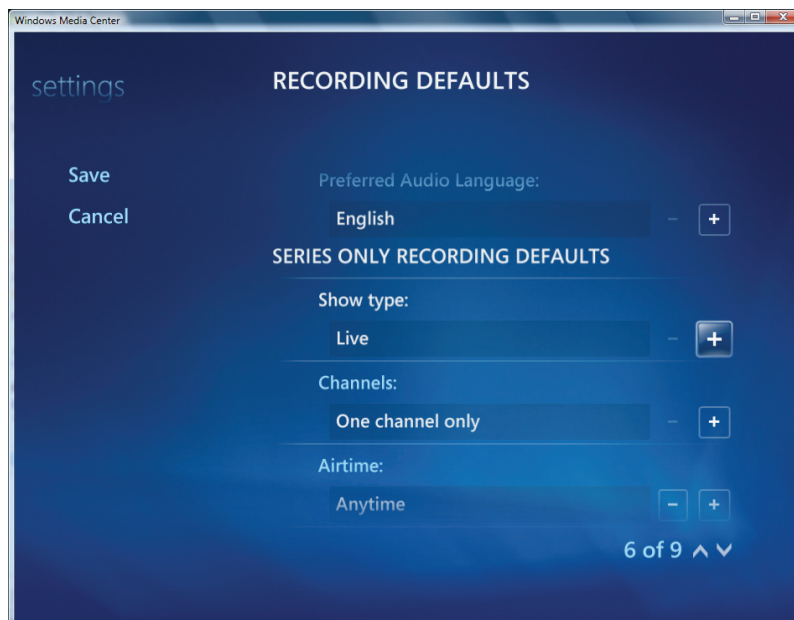 Windows Media Center
settings
RECORDING DEFAULTS
Save
Cancel
Preferred Audio Language:
English - +
SERIES ONLY RECORDING DEFAULTS
Show type:
Live - +
Channels:
One channel only - +
Airtime:
Anytime - +
6 of 9